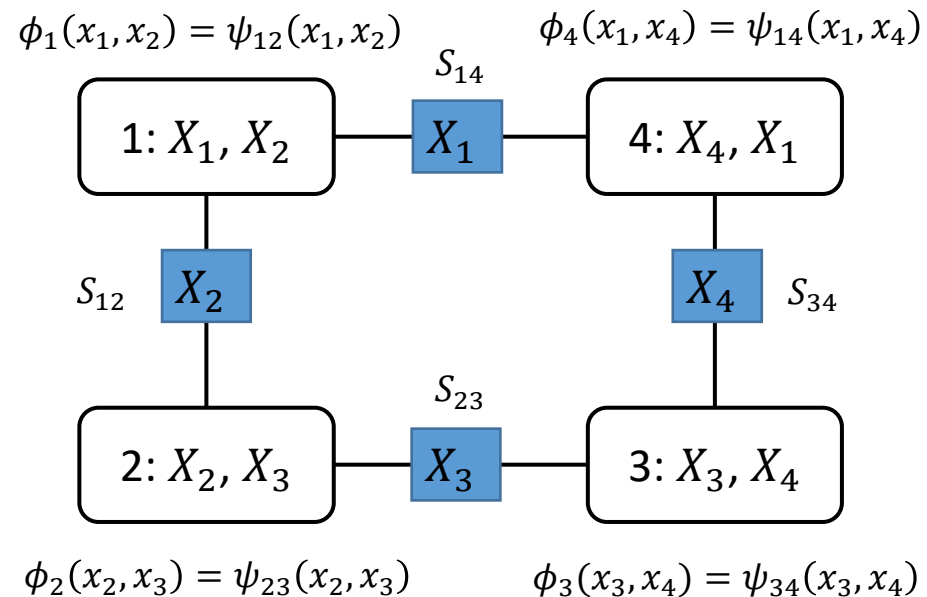 ϕ₁(x₁, x₂) = ψ₁₂(x₁, x₂)
ϕ₄(x₁, x₄) = ψ₁₄(x₁, x₄)
S₁₄
1: X₁, X₂
X₁
4: X₄, X₁
S₁₂
X₂
X₄
S₃₄
S₂₃
2: X₂, X₃
X₃
3: X₃, X₄
ϕ₂(x₂, x₃) = ψ₂₃(x₂, x₃)
ϕ₃(x₃, x₄) = ψ₃₄(x₃, x₄)